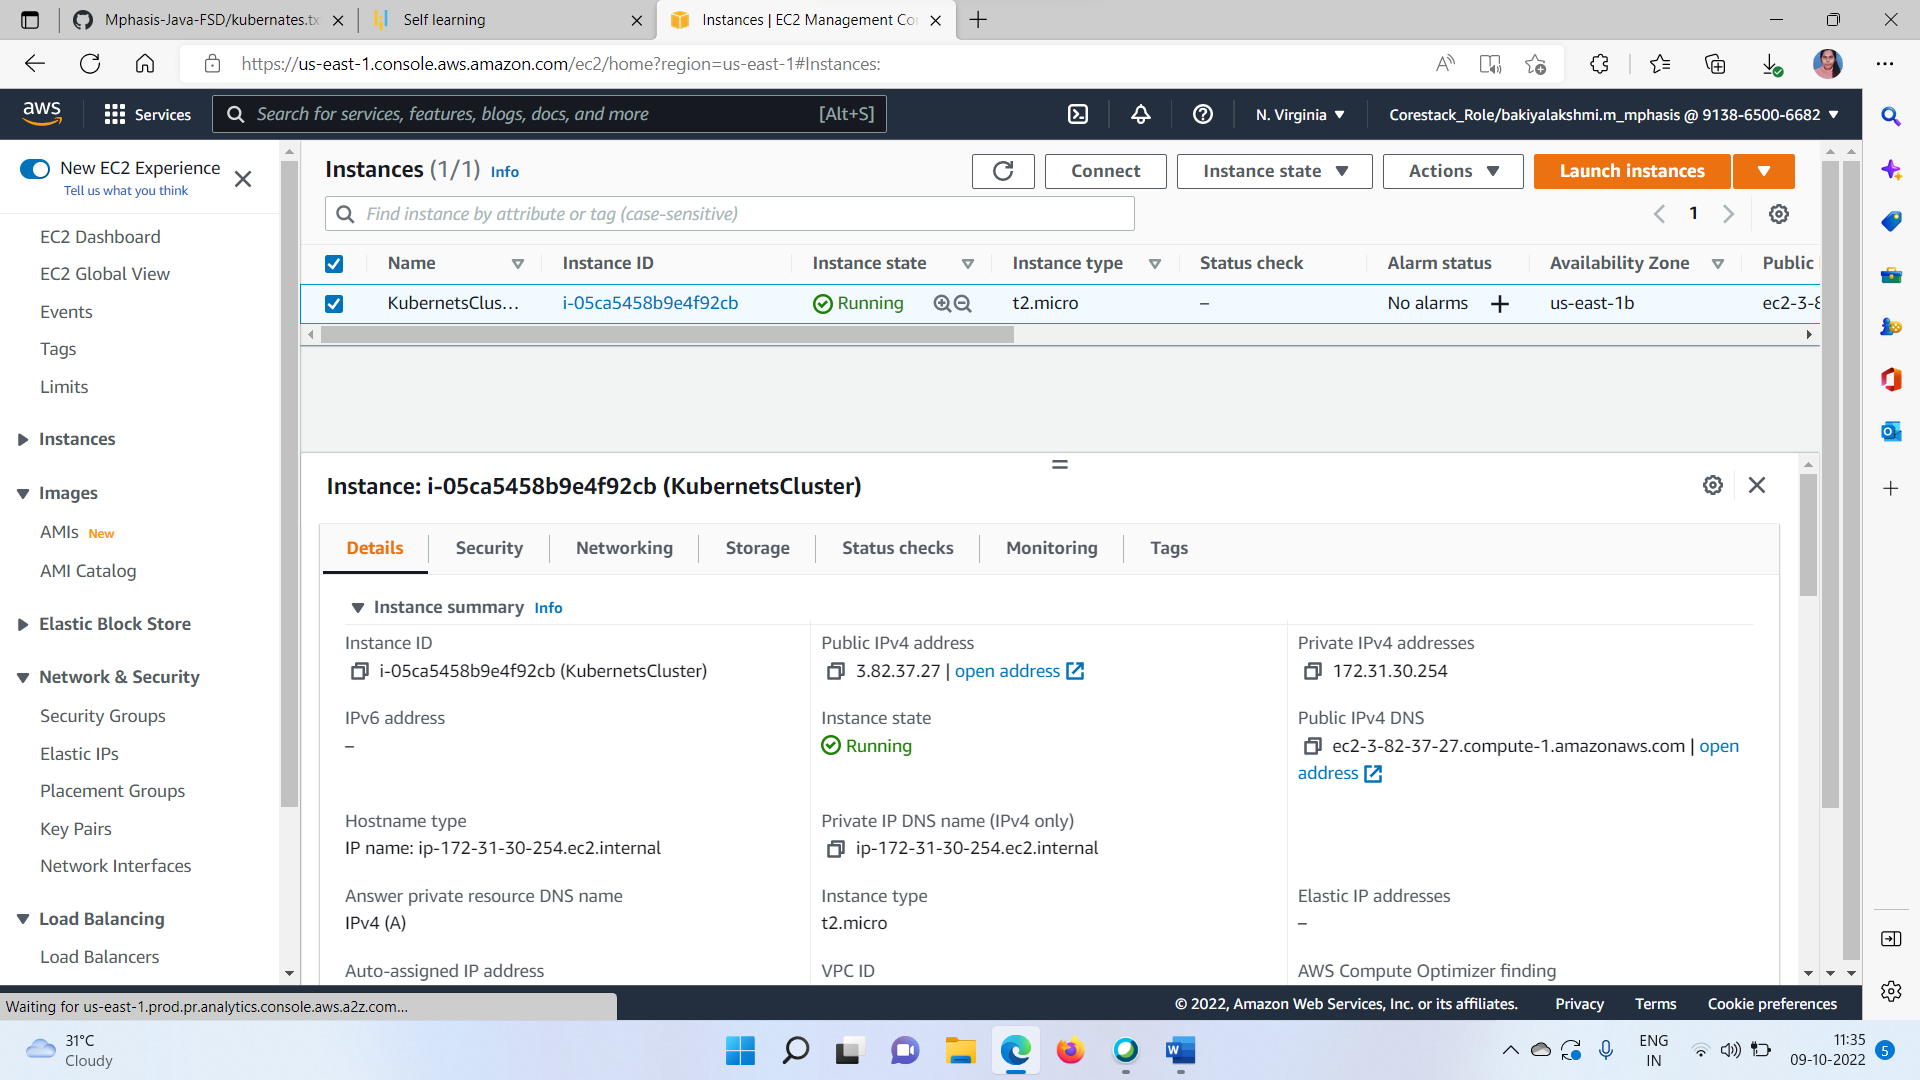 Mphasis-Java-FSD/kubernates.tx
Self learning
Instances | EC2 Management Co
https://us-east-1.console.aws.amazon.com/ec2/home?region=us-east-1#Instances:
aws
Services
Search for services, features, blogs, docs, and more
[Alt+S]
N. Virginia
Corestack_Role/bakiyalakshmi.m_mphasis @ 9138-6500-6682
New EC2 Experience
Tell us what you think
EC2 Dashboard
EC2 Global View
Events
Tags
Limits
Instances
Images
AMIs New
AMI Catalog
Elastic Block Store
Network & Security
Security Groups
Elastic IPs
Placement Groups
Key Pairs
Network Interfaces
Load Balancing
Load Balancers
Instances (1/1) Info
Connect
Instance state
Actions
Launch instances
Find instance by attribute or tag (case-sensitive)
1
Name
Instance ID
Instance state
Instance type
Status check
Alarm status
Availability Zone
Public
KubernetsClus...
i-05ca5458b9e4f92cb
Running
t2.micro
–
No alarms
us-east-1b
ec2-3-8
Instance: i-05ca5458b9e4f92cb (KubernetsCluster)
Details
Security
Networking
Storage
Status checks
Monitoring
Tags
Instance summary Info
Instance ID
i-05ca5458b9e4f92cb (KubernetsCluster)
Public IPv4 address
3.82.37.27 | open address
Private IPv4 addresses
172.31.30.254
IPv6 address
–
Instance state
Running
Public IPv4 DNS
ec2-3-82-37-27.compute-1.amazonaws.com | open
address
Hostname type
IP name: ip-172-31-30-254.ec2.internal
Private IP DNS name (IPv4 only)
ip-172-31-30-254.ec2.internal
Answer private resource DNS name
IPv4 (A)
Instance type
t2.micro
Elastic IP addresses
–
Auto-assigned IP address
VPC ID
AWS Compute Optimizer finding
Waiting for us-east-1.prod.pr.analytics.console.aws.a2z.com...
© 2022, Amazon Web Services, Inc. or its affiliates.
Privacy
Terms
Cookie preferences
31°C
Cloudy
ENG
IN
11:35
09-10-2022
5